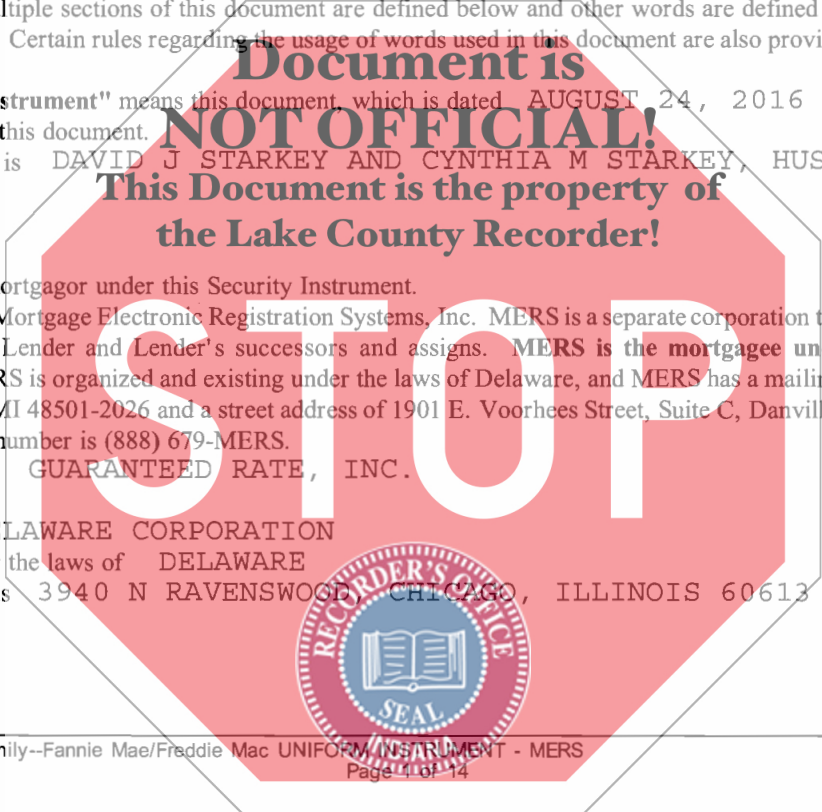 ltiple sections of this document are defined below and other words are defined
Certain rules regarding the usage of words used in this document are also provi
Document is
strument" means this document, which is dated AUGUST 24, 2016
NOT OFFICIAL!
this document.
is DAVID J STARKEY AND CYNTHIA M STARKEY, HUS
This Document is the property of
the Lake County Recorder!
ortgagor under this Security Instrument.
Mortgage Electronic Registration Systems, Inc. MERS is a separate corporation t
Lender and Lender's successors and assigns. MERS is the mortgagee un
RS is organized and existing under the laws of Delaware, and MERS has a mailin
MI 48501-2026 and a street address of 1901 E. Voorhees Street, Suite C, Danvill
number is (888) 679-MERS.
STOP
GUARANTEED RATE, INC.
LAWARE CORPORATION
the laws of DELAWARE
s 3940 N RAVENSWOOD, CHICAGO, ILLINOIS 60613
RECORDER'S OFFICE
SEAL
INDIANA
nily--Fannie Mae/Freddie Mac UNIFORM INSTRUMENT - MERS
Page 1 of 14